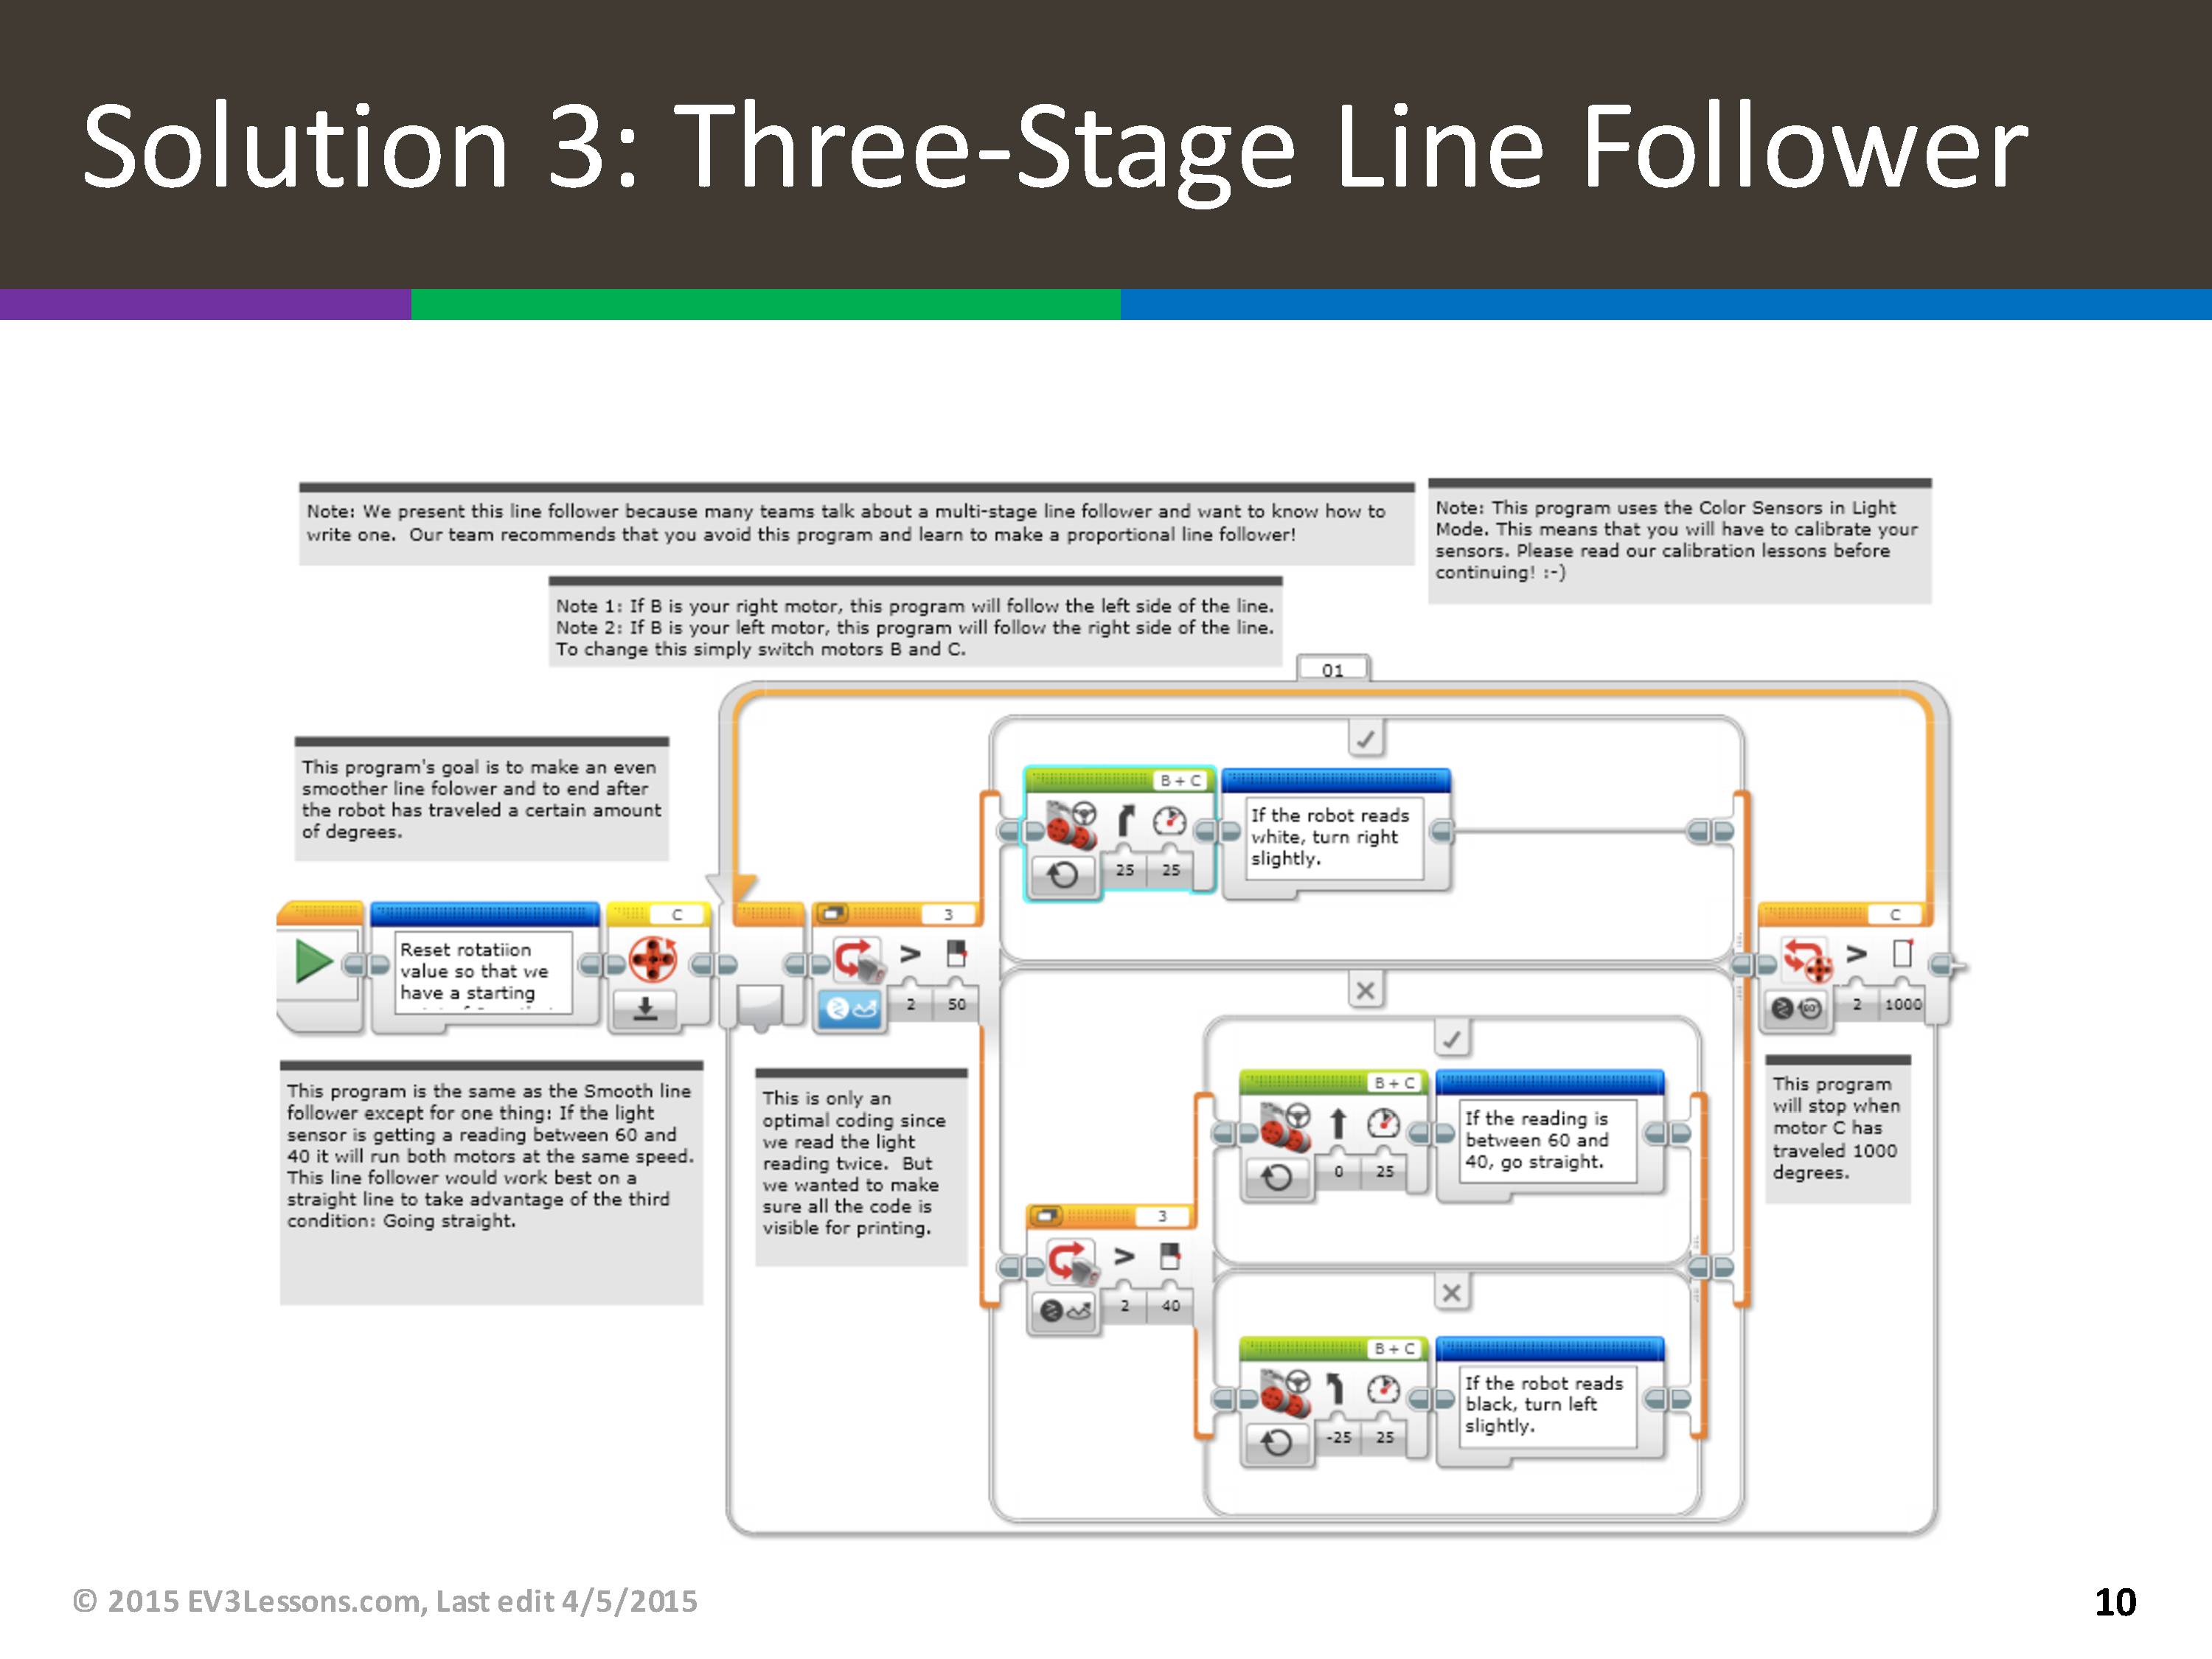 Solution 3: Three-Stage Line Follower
Note: We present this line follower because many teams talk about a multi-stage line follower and want to know how to
write one.  Our team recommends that you avoid this program and learn to make a proportional line follower!
Note: This program uses the Color Sensors in Light
Mode. This means that you will have to calibrate your
sensors. Please read our calibration lessons before
continuing! :-)
Note 1: If B is your right motor, this program will follow the left side of the line.
Note 2: If B is your left motor, this program will follow the right side of the line.
To change this simply switch motors B and C.
01
This program's goal is to make an even
smoother line folower and to end after
the robot has traveled a certain amount
of degrees.
B + C
25 25
If the robot reads
white, turn right
slightly.
Reset rotatiion
value so that we
have a starting
C
3
>
2 50
C
>
2 1000
This program is the same as the Smooth line
follower except for one thing: If the light
sensor is getting a reading between 60 and
40 it will run both motors at the same speed.
This line follower would work best on a
straight line to take advantage of the third
condition: Going straight.
This is only an
optimal coding since
we read the light
reading twice.  But
we wanted to make
sure all the code is
visible for printing.
B + C
0 25
If the reading is
between 60 and
40, go straight.
This program
will stop when
motor C has
traveled 1000
degrees.
3
>
2 40
B + C
-25 25
If the robot reads
black, turn left
slightly.
© 2015 EV3Lessons.com, Last edit 4/5/2015
10